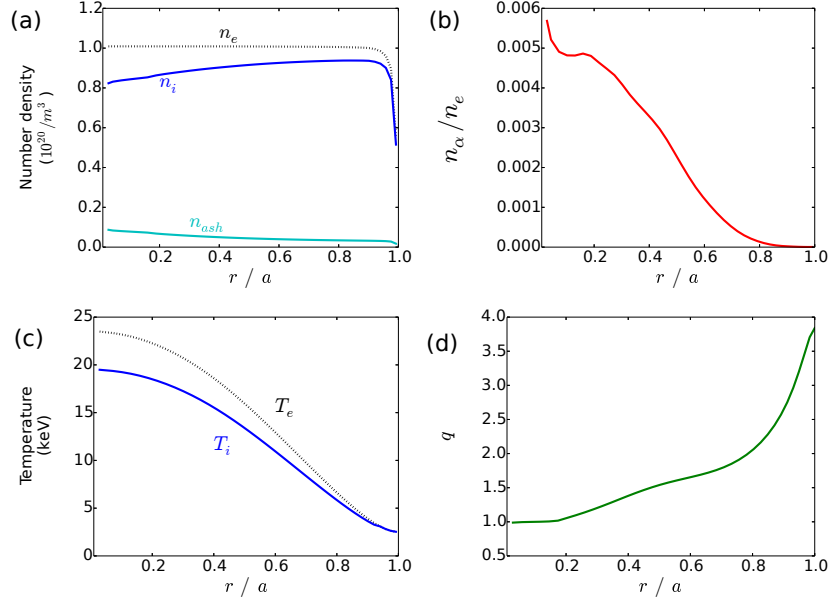 (a)
1.2
1.0
0.8
0.6
0.4
0.2
0.0
Number density
(10^20/m^3)
n_e
n_i
n_ash
0.2 0.4 0.6 0.8 1.0
r / a
(b)
0.006
0.005
0.004
0.003
0.002
0.001
0.000
n_α/n_e
0.2 0.4 0.6 0.8 1.0
r / a
(c)
25
20
15
10
5
0
Temperature
(keV)
T_e
T_i
0.2 0.4 0.6 0.8 1.0
r / a
(d)
4.0
3.5
3.0
2.5
2.0
1.5
1.0
0.5
q
0.2 0.4 0.6 0.8 1.0
r / a